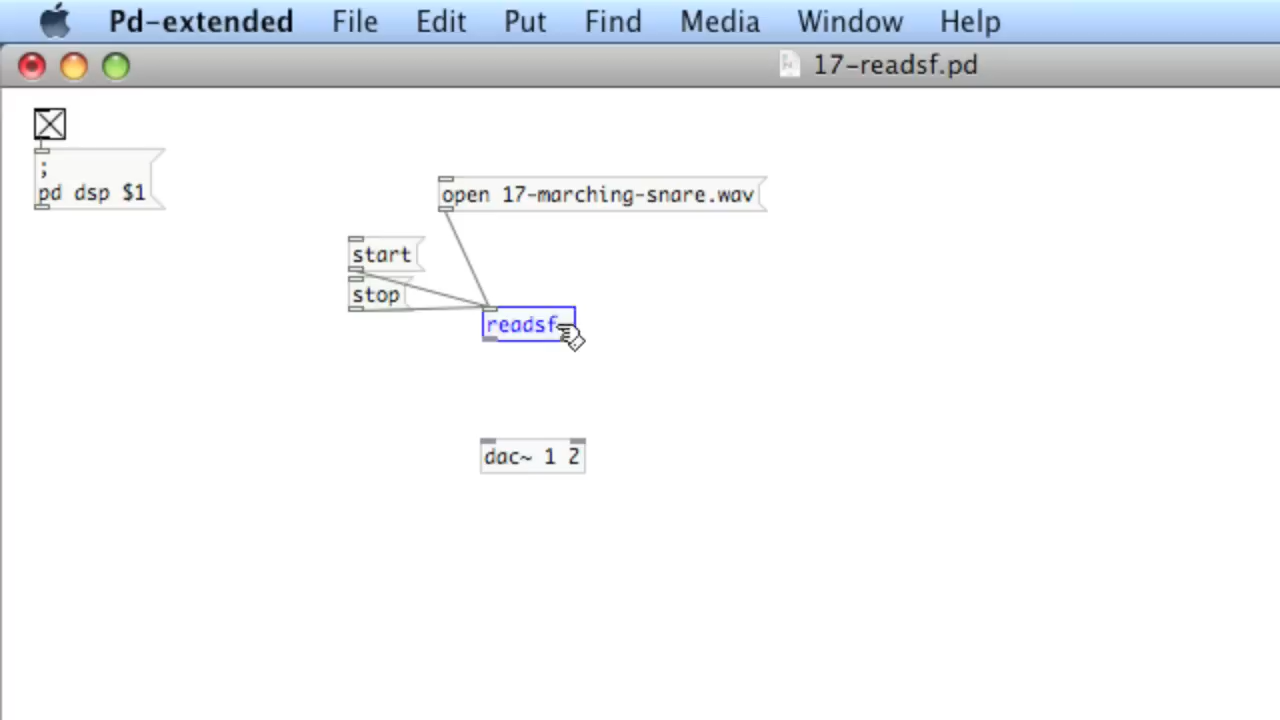 Pd-extended File Edit Put Find Media Window Help
17-readsf.pd
;
pd dsp $1
open 17-marching-snare.wav
start
stop
readsf
dac~ 1 2